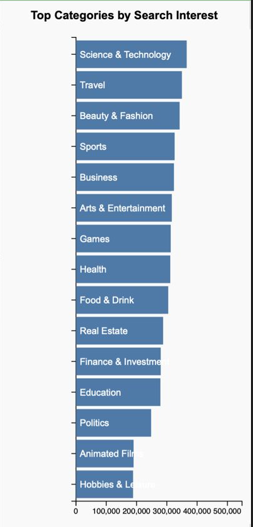 Top Categories by Search Interest
Science & Technology
Travel
Beauty & Fashion
Sports
Business
Arts & Entertainment
Games
Health
Food & Drink
Real Estate
Finance & Investme
Education
Politics
Animated Fil
Hobbies & Le
0 100,000 200,000 300,000 400,000 500,000